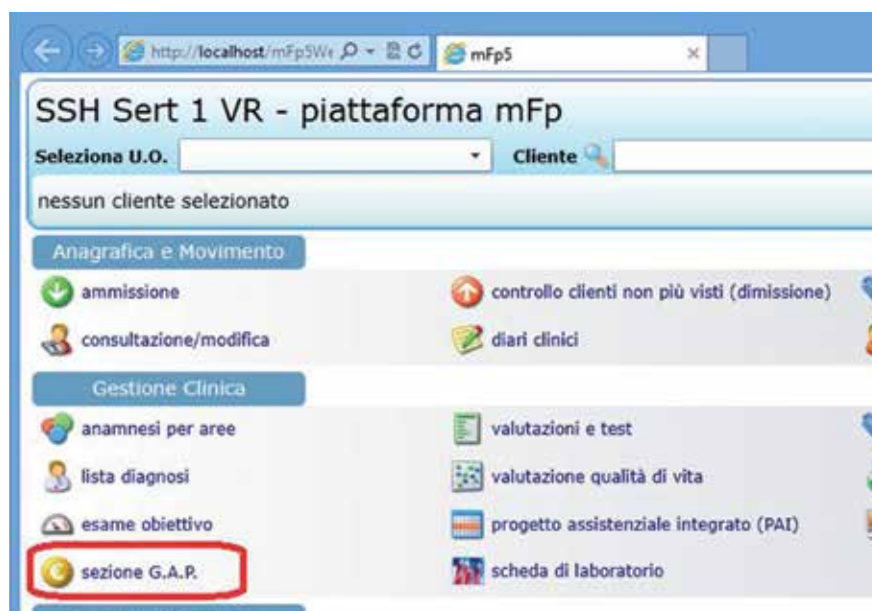 http://localhost/mFp5We
mFp5
SSH Sert 1 VR - piattaforma mFp
Seleziona U.O. Cliente
nessun cliente selezionato
Anagrafica e Movimento
ammissione controllo clienti non più visti (dimissione)
consultazione/modifica diari clinici
Gestione Clinica
anamnesi per aree valutazioni e test
lista diagnosi valutazione qualità di vita
esame obiettivo progetto assistenziale integrato (PAI)
sezione G.A.P. scheda di laboratorio